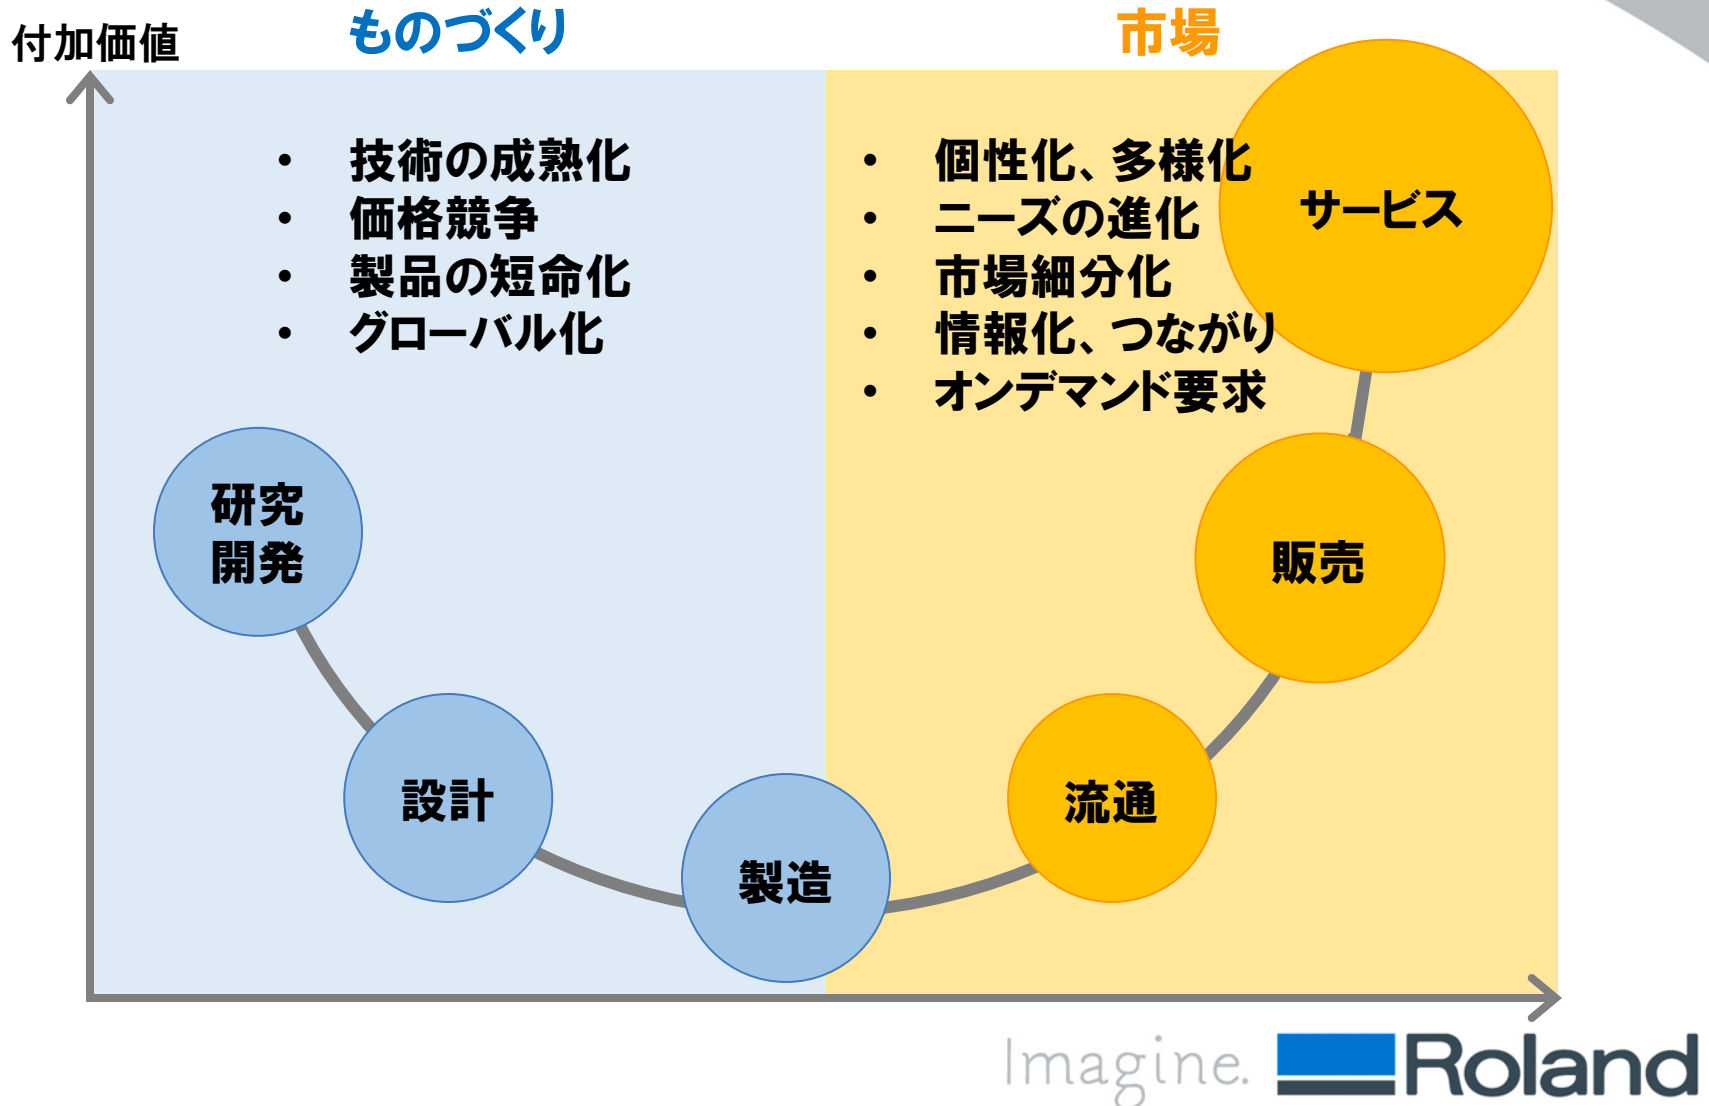 付加価値
ものづくり
市場
• 技術の成熟化
• 価格競争
• 製品の短命化
• グローバル化
• 個性化、多様化
• ニーズの進化
• 市場細分化
• 情報化、つながり
• オンデマンド要求
サービス
研究
開発
販売
設計
流通
製造
Imagine. Roland